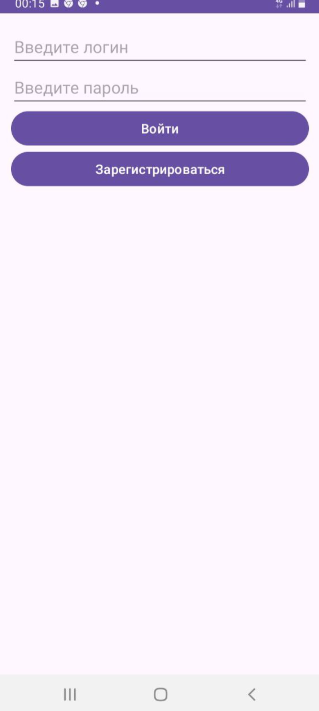 00:15
Введите логин
Введите пароль
Войти
Зарегистрироваться